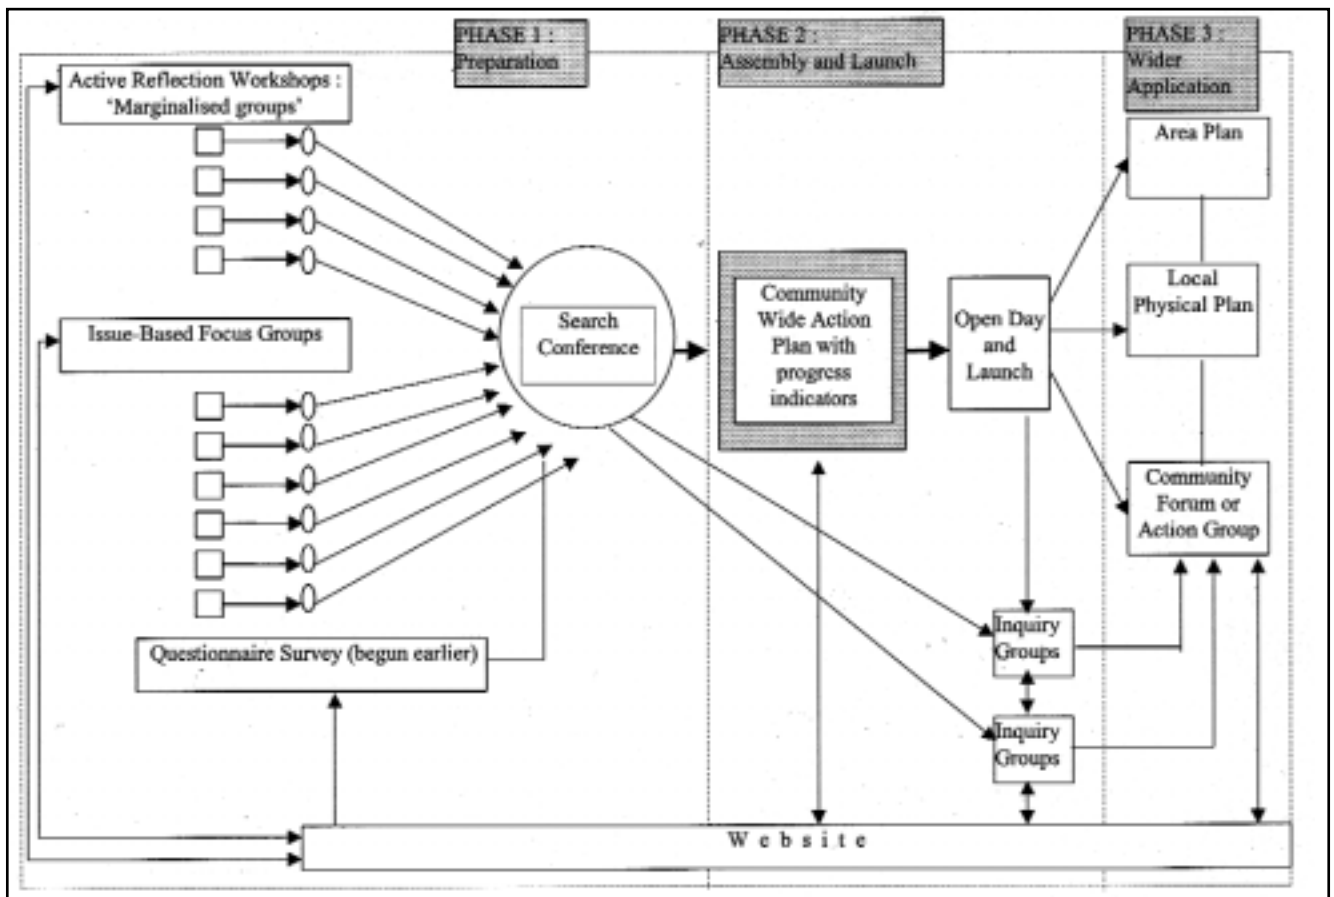 PHASE 1 :
Preparation
PHASE 2 :
Assembly and Launch
PHASE 3 :
Wider
Application
Active Reflection Workshops :
‘Marginalised groups’
Issue-Based Focus Groups
Questionnaire Survey (begun earlier)
Search
Conference
Community
Wide Action
Plan with
progress
indicators
Open Day
and
Launch
Area Plan
Local
Physical Plan
Community
Forum or
Action Group
Inquiry
Groups
Inquiry
Groups
Website